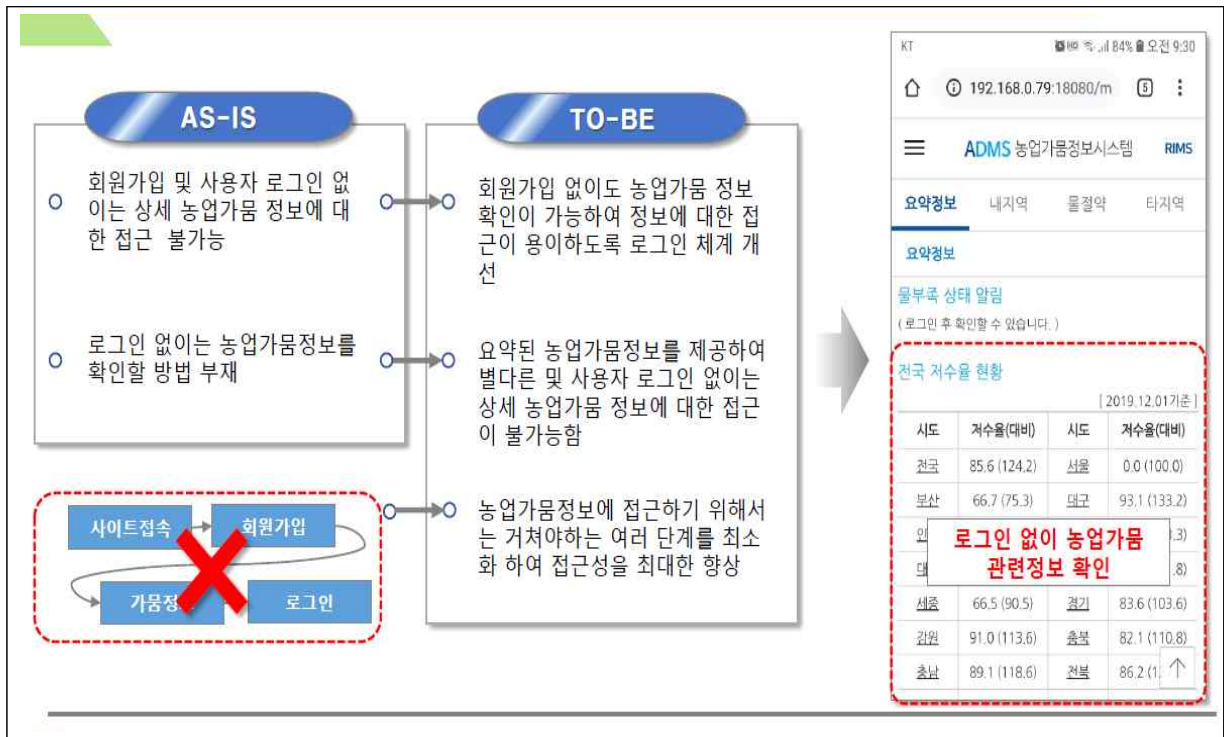 AS-IS
회원가입 및 사용자 로그인 없
이는 상세 농업가뭄 정보에 대
한 접근 불가능
로그인 없이는 농업가뭄정보를
확인할 방법 부재
사이트접속
회원가입
가뭄정
로그인
TO-BE
회원가입 없이도 농업가뭄 정보
확인이 가능하여 정보에 대한 접
근이 용이하도록 로그인 체계 개
선
요약된 농업가뭄정보를 제공하여
별다른 및 사용자 로그인 없이는
상세 농업가뭄 정보에 대한 접근
이 불가능함
농업가뭄정보에 접근하기 위해서
는 거쳐야하는 여러 단계를 최소
화 하여 접근성을 최대한 향상
KT 84% 오전 9:30
192.168.0.79:18080/m 5
ADMS 농업가뭄정보시스템 RIMS
요약정보 내지역 물절약 타지역
요약정보
물부족 상태 알림
( 로그인 후 확인할 수 있습니다. )
전국 저수율 현황
[ 2019.12.01기준 ]
시도 저수율(대비) 시도 저수율(대비)
전국 85.6 (124.2) 서울 0.0 (100.0)
부산 66.7 (75.3) 대구 93.1 (133.2)
로그인 없이 농업가뭄
관련정보 확인
세종 66.5 (90.5) 경기 83.6 (103.6)
강원 91.0 (113.6) 충북 82.1 (110.8)
충남 89.1 (118.6) 전북 86.2